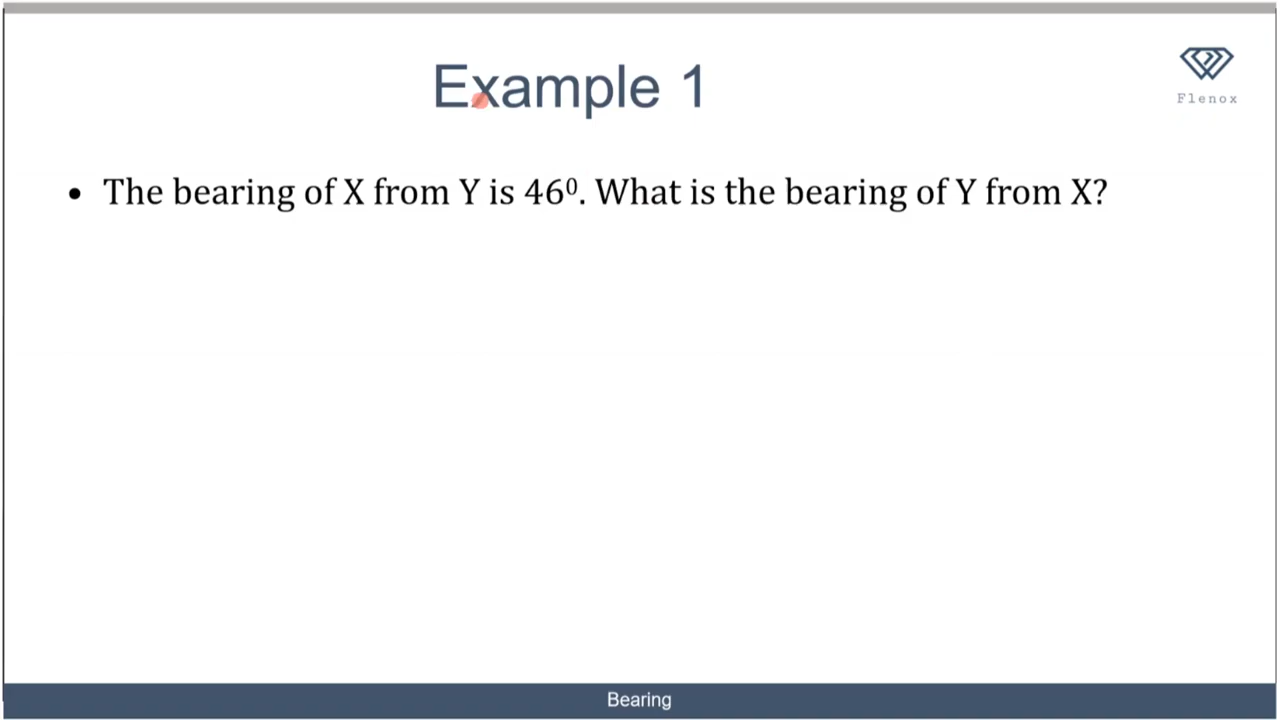 Example 1
Flenox
• The bearing of X from Y is 46⁰. What is the bearing of Y from X?
Bearing